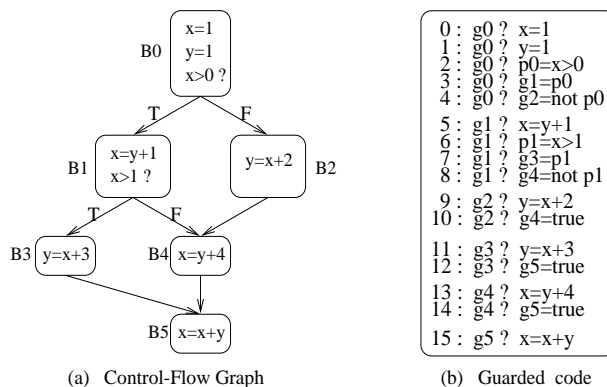 B0
x=1
y=1
x>0 ?
T
F
B1
x=y+1
x>1 ?
y=x+2
B2
T
F
B3
y=x+3
B4
x=y+4
B5
x=x+y
(a) Control-Flow Graph
0 : g0 ? x=1
1 : g0 ? y=1
2 : g0 ? p0=x>0
3 : g0 ? g1=p0
4 : g0 ? g2=not p0
5 : g1 ? x=y+1
6 : g1 ? p1=x>1
7 : g1 ? g3=p1
8 : g1 ? g4=not p1
9 : g2 ? y=x+2
10 : g2 ? g4=true
11 : g3 ? y=x+3
12 : g3 ? g5=true
13 : g4 ? x=y+4
14 : g4 ? g5=true
15 : g5 ? x=x+y
(b) Guarded code